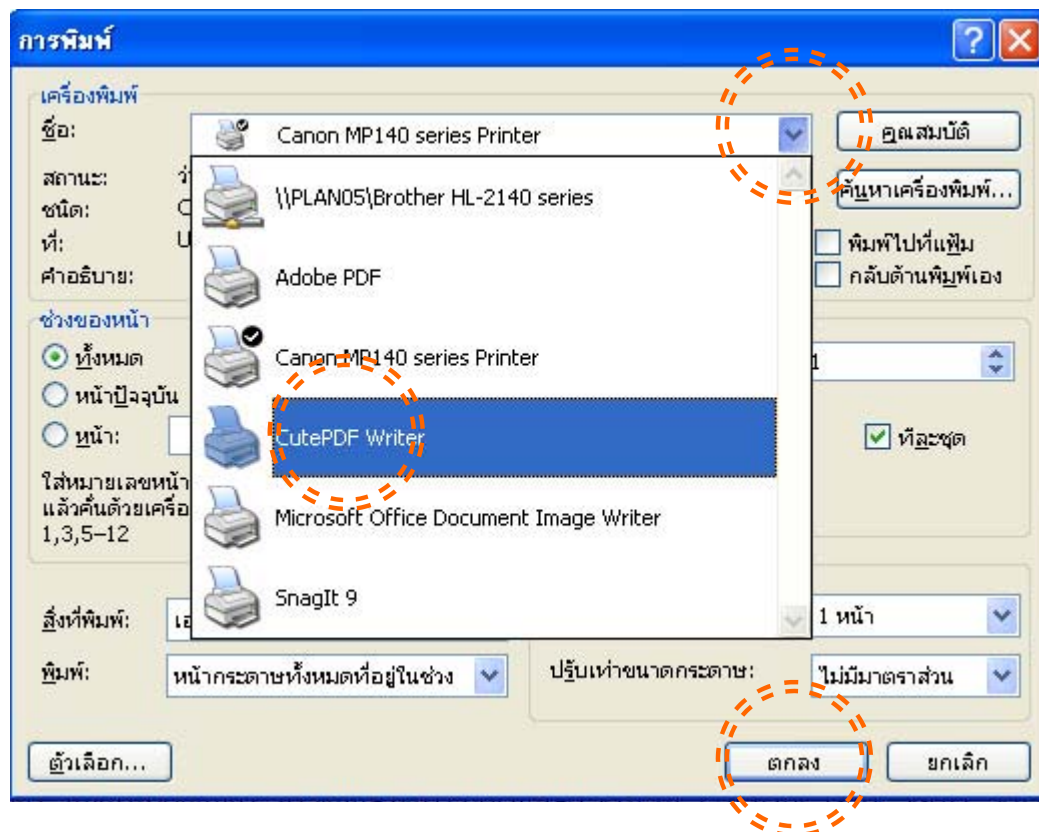 การพิมพ์
เครื่องพิมพ์
ชื่อ:
Canon MP140 series Printer
คุณสมบัติ
สถานะ:
\\PLAN05\Brother HL-2140 series
ค้นหาเครื่องพิมพ์...
ชนิด:
ที่:
พิมพ์ไปที่แฟ้ม
คำอธิบาย:
Adobe PDF
กลับด้านพิมพ์เอง
ช่วงของหน้า
ทั้งหมด
Canon MP140 series Printer
1
หน้าปัจจุบัน
หน้า:
CutePDF Writer
ทีละชุด
ใส่หมายเลขหน้า
แล้วคั่นด้วยเครื่อ
Microsoft Office Document Image Writer
1,3,5–12
SnagIt 9
สิ่งที่พิมพ์:
1 หน้า
พิมพ์:
หน้ากระดาษทั้งหมดที่อยู่ในช่วง
ปรับเท่าขนาดกระดาษ:
ไม่มีมาตราส่วน
ตัวเลือก...
ตกลง
ยกเลิก